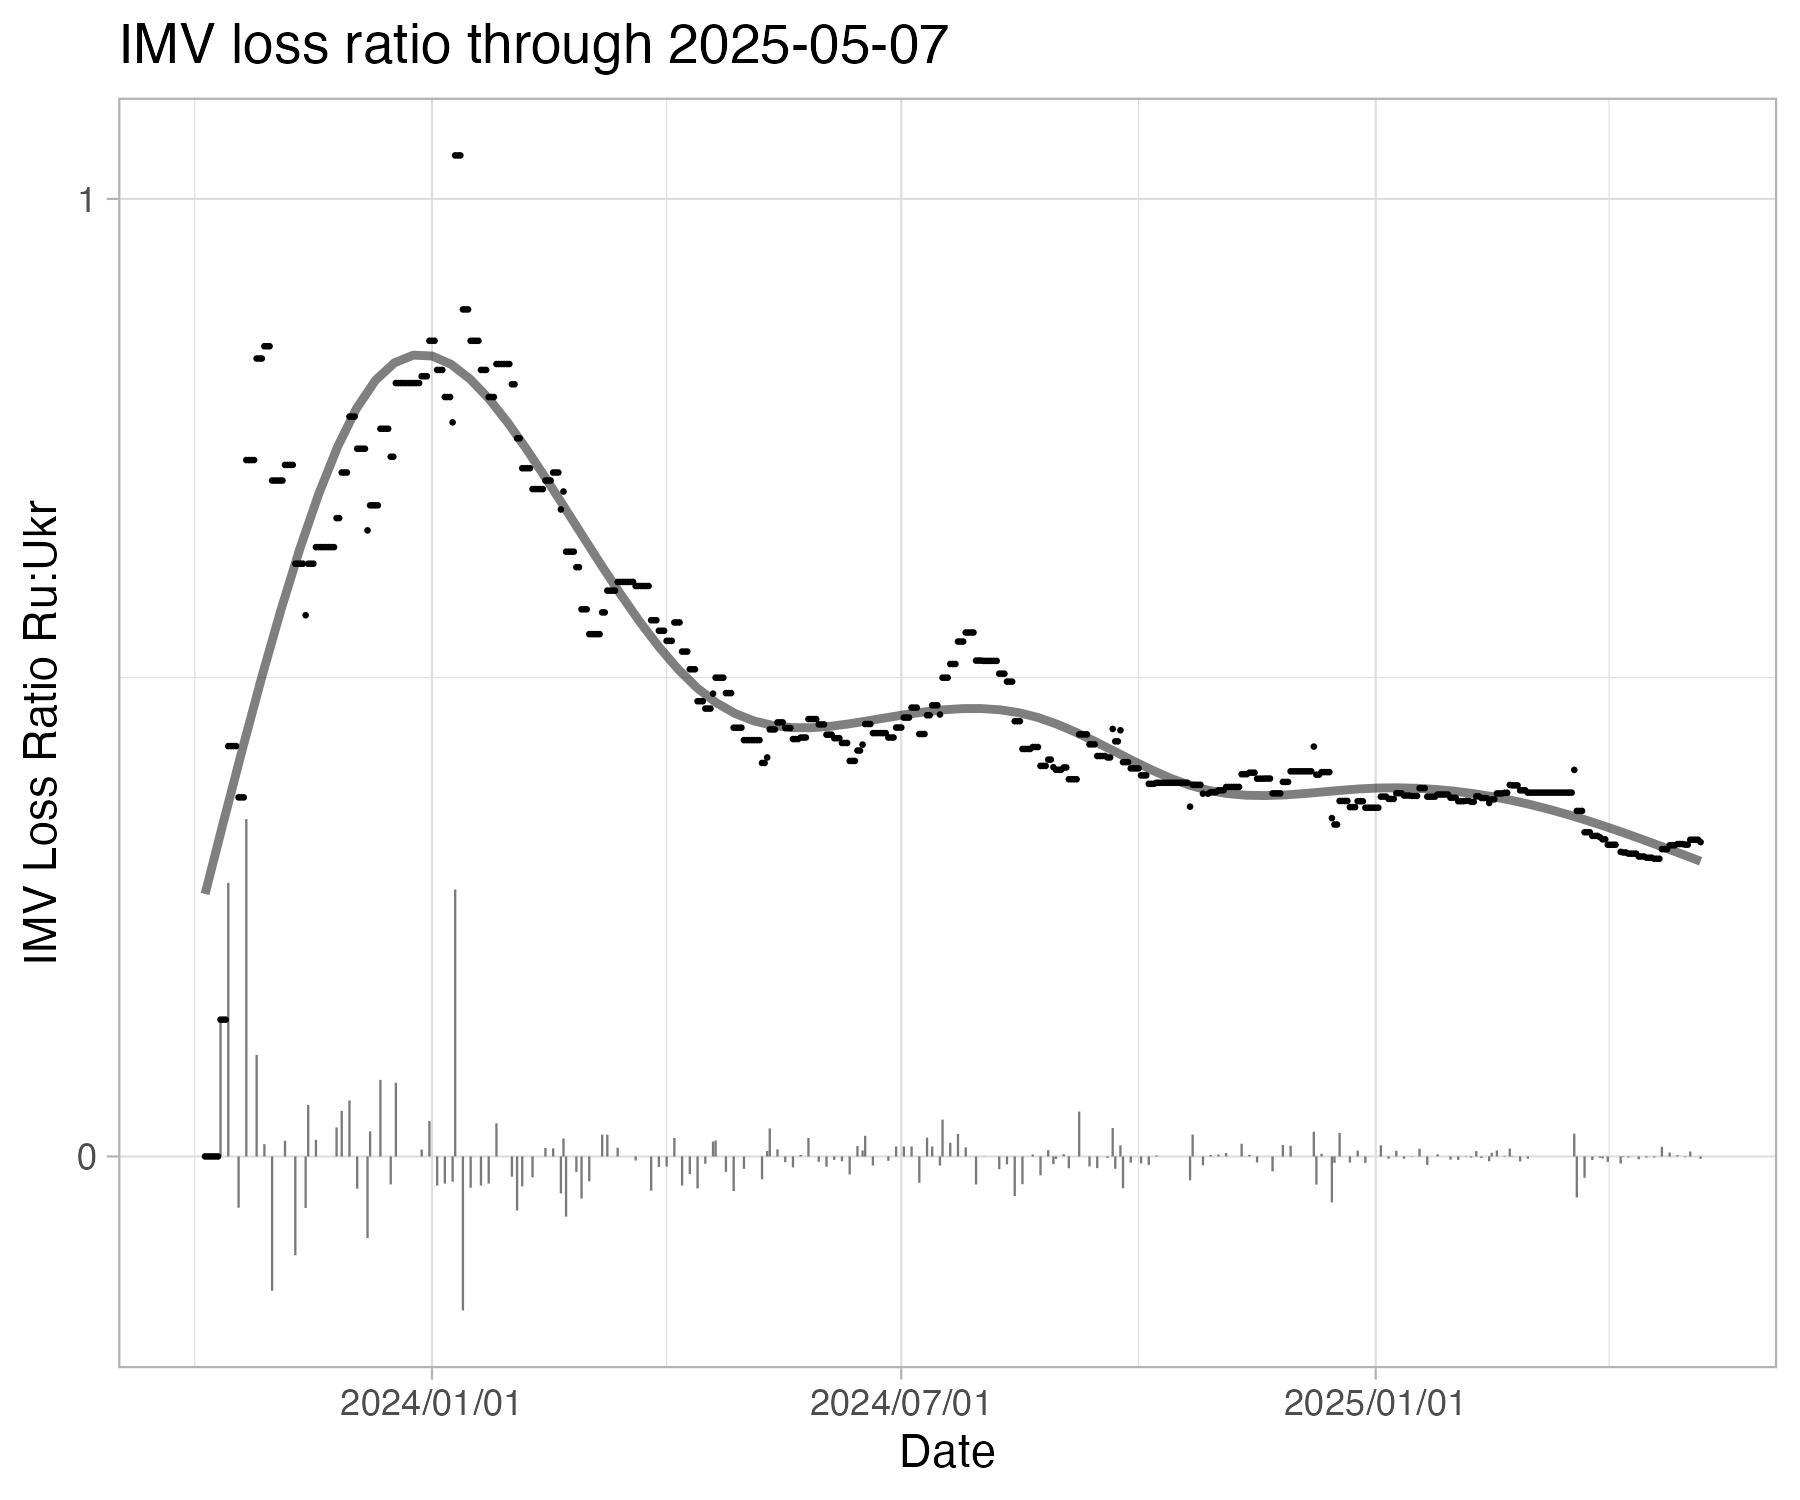 IMV loss ratio through 2025-05-07
IMV Loss Ratio Ru:Ukr
1
0
2024/01/01
2024/07/01
2025/01/01
Date